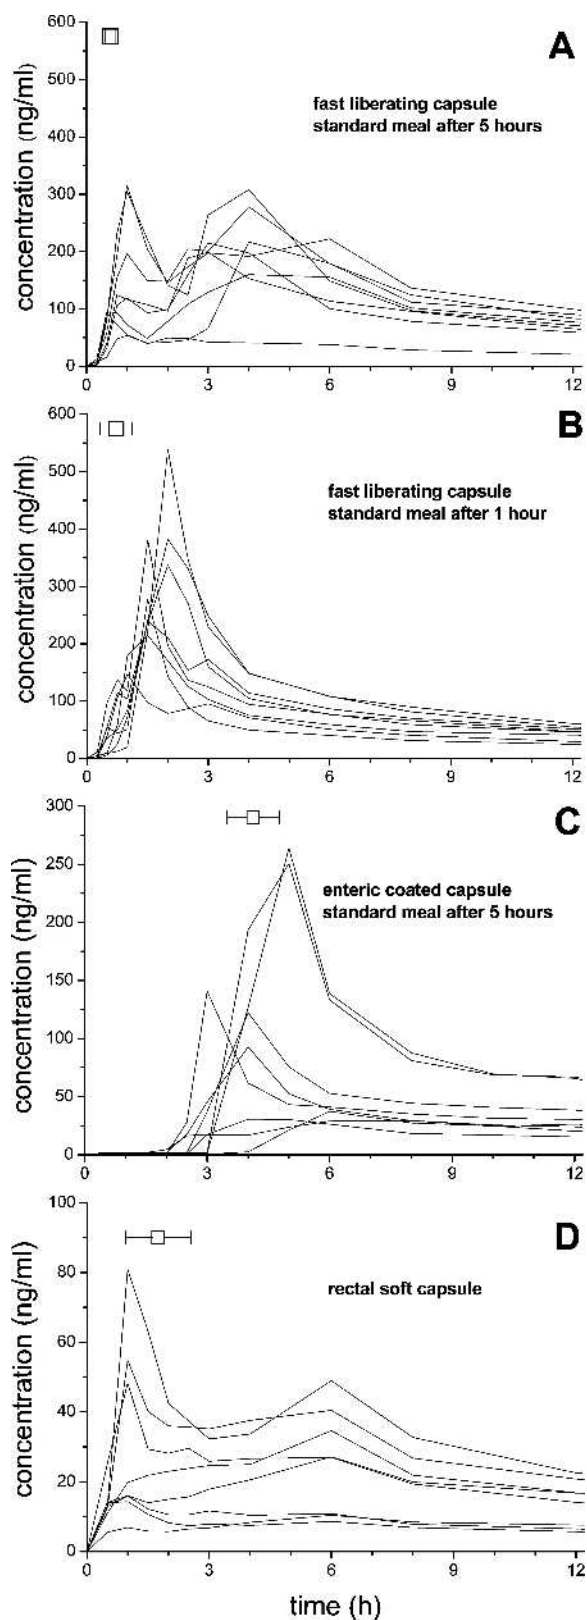 A
concentration (ng/ml)
600
500
400
300
200
100
0
fast liberating capsule
standard meal after 5 hours
0 3 6 9 12
B
concentration (ng/ml)
600
500
400
300
200
100
0
fast liberating capsule
standard meal after 1 hour
0 3 6 9 12
C
concentration (ng/ml)
300
250
200
150
100
50
0
enteric coated capsule
standard meal after 5 hours
0 3 6 9 12
D
concentration (ng/ml)
100
80
60
40
20
0
rectal soft capsule
0 3 6 9 12
time (h)